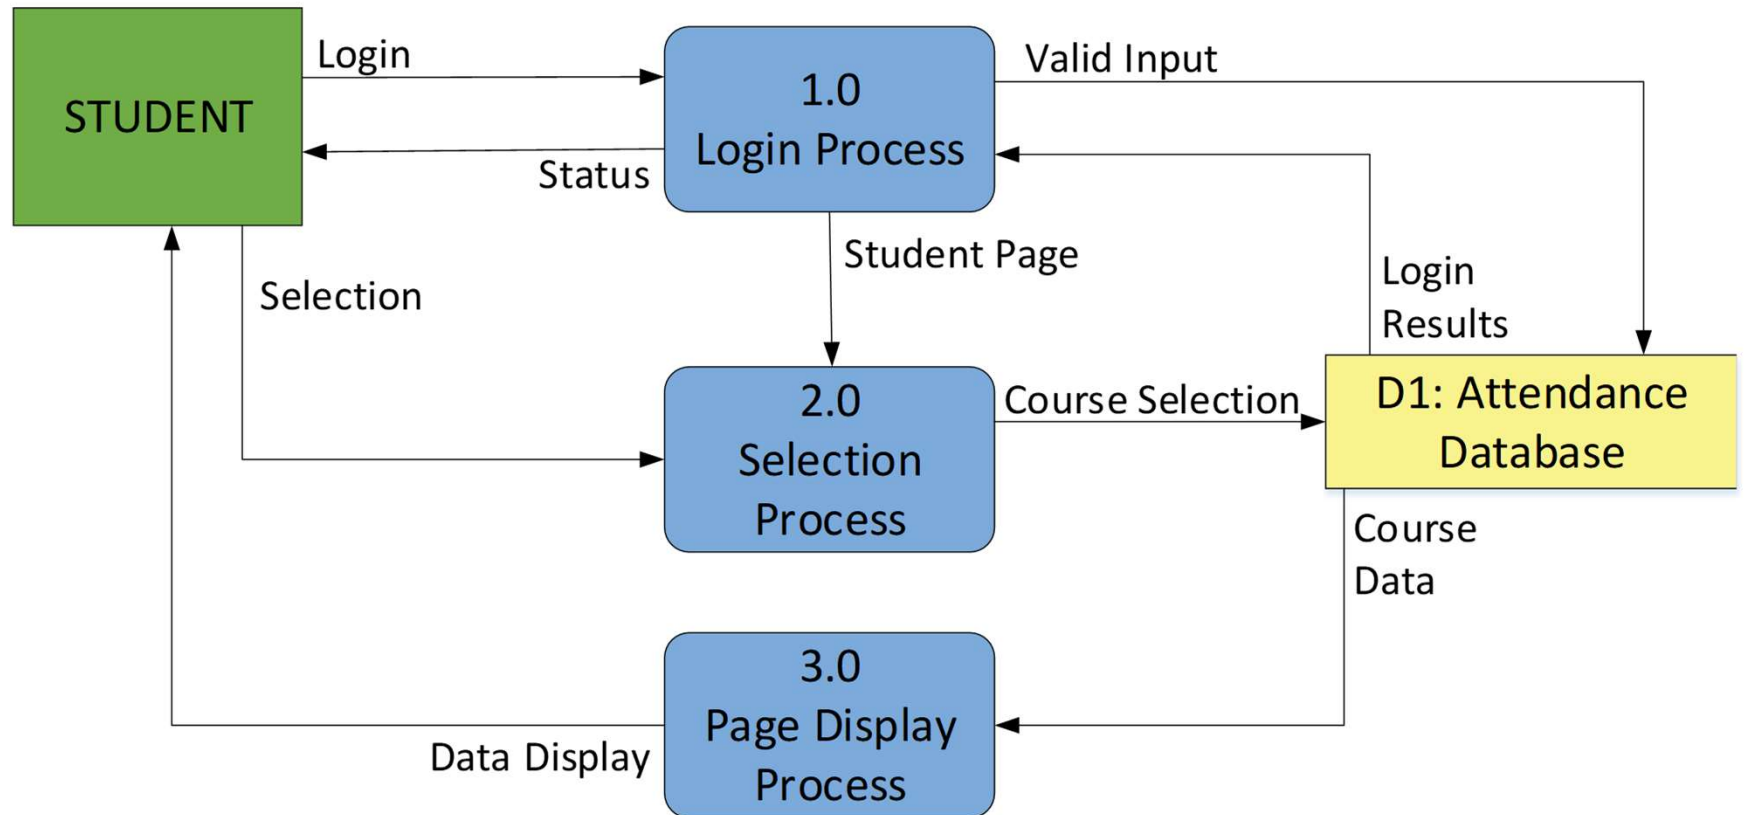 STUDENT
Login
1.0
Login Process
Valid Input
Status
Student Page
Selection
Login
Results
2.0
Selection
Process
Course Selection
D1: Attendance
Database
Course
Data
3.0
Page Display
Process
Data Display